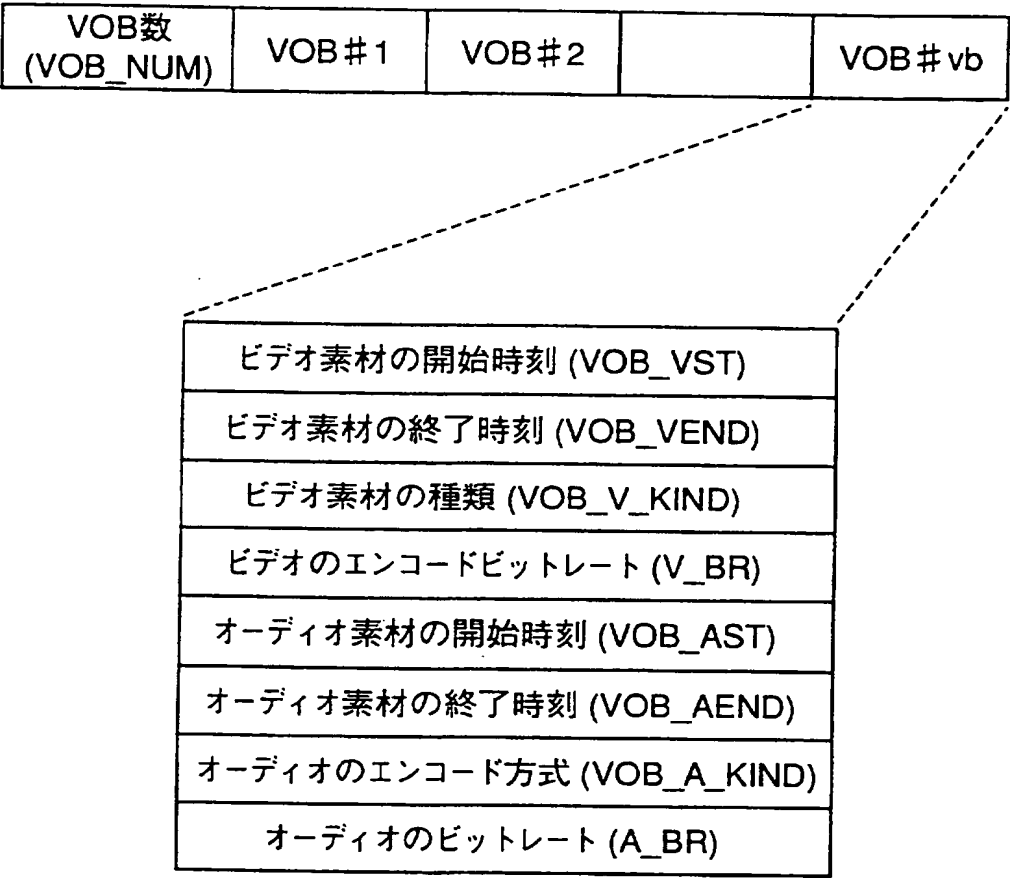 VOB数
(VOB_NUM)
VOB♯1
VOB♯2
VOB♯vb
ビデオ素材の開始時刻 (VOB_VST)
ビデオ素材の終了時刻 (VOB_VEND)
ビデオ素材の種類 (VOB_V_KIND)
ビデオのエンコードビットレート (V_BR)
オーディオ素材の開始時刻 (VOB_AST)
オーディオ素材の終了時刻 (VOB_AEND)
オーディオのエンコード方式 (VOB_A_KIND)
オーディオのビットレート (A_BR)